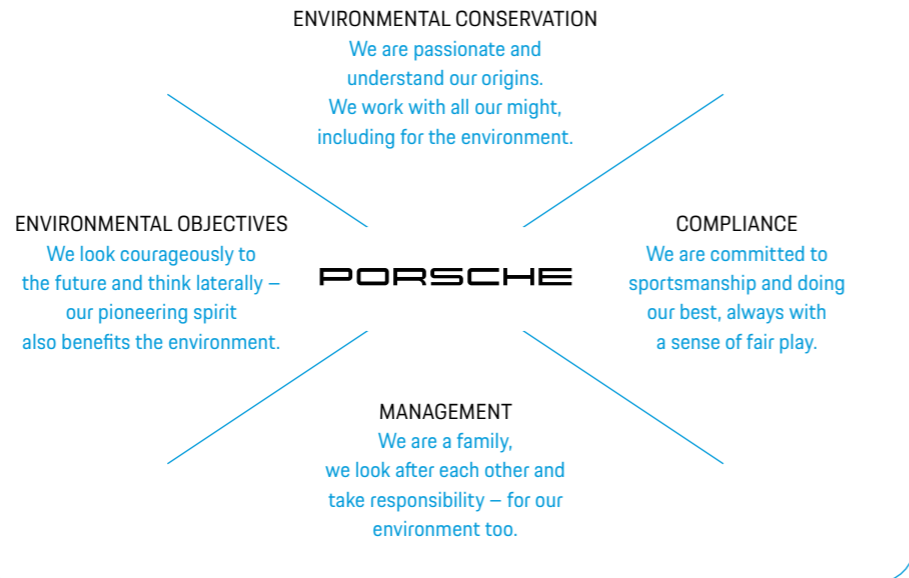 ENVIRONMENTAL CONSERVATION
We are passionate and
understand our origins.
We work with all our might,
including for the environment.
ENVIRONMENTAL OBJECTIVES
We look courageously to
the future and think laterally –
our pioneering spirit
also benefits the environment.
PORSCHE
COMPLIANCE
We are committed to
sportsmanship and doing
our best, always with
a sense of fair play.
MANAGEMENT
We are a family,
we look after each other and
take responsibility – for our
environment too.